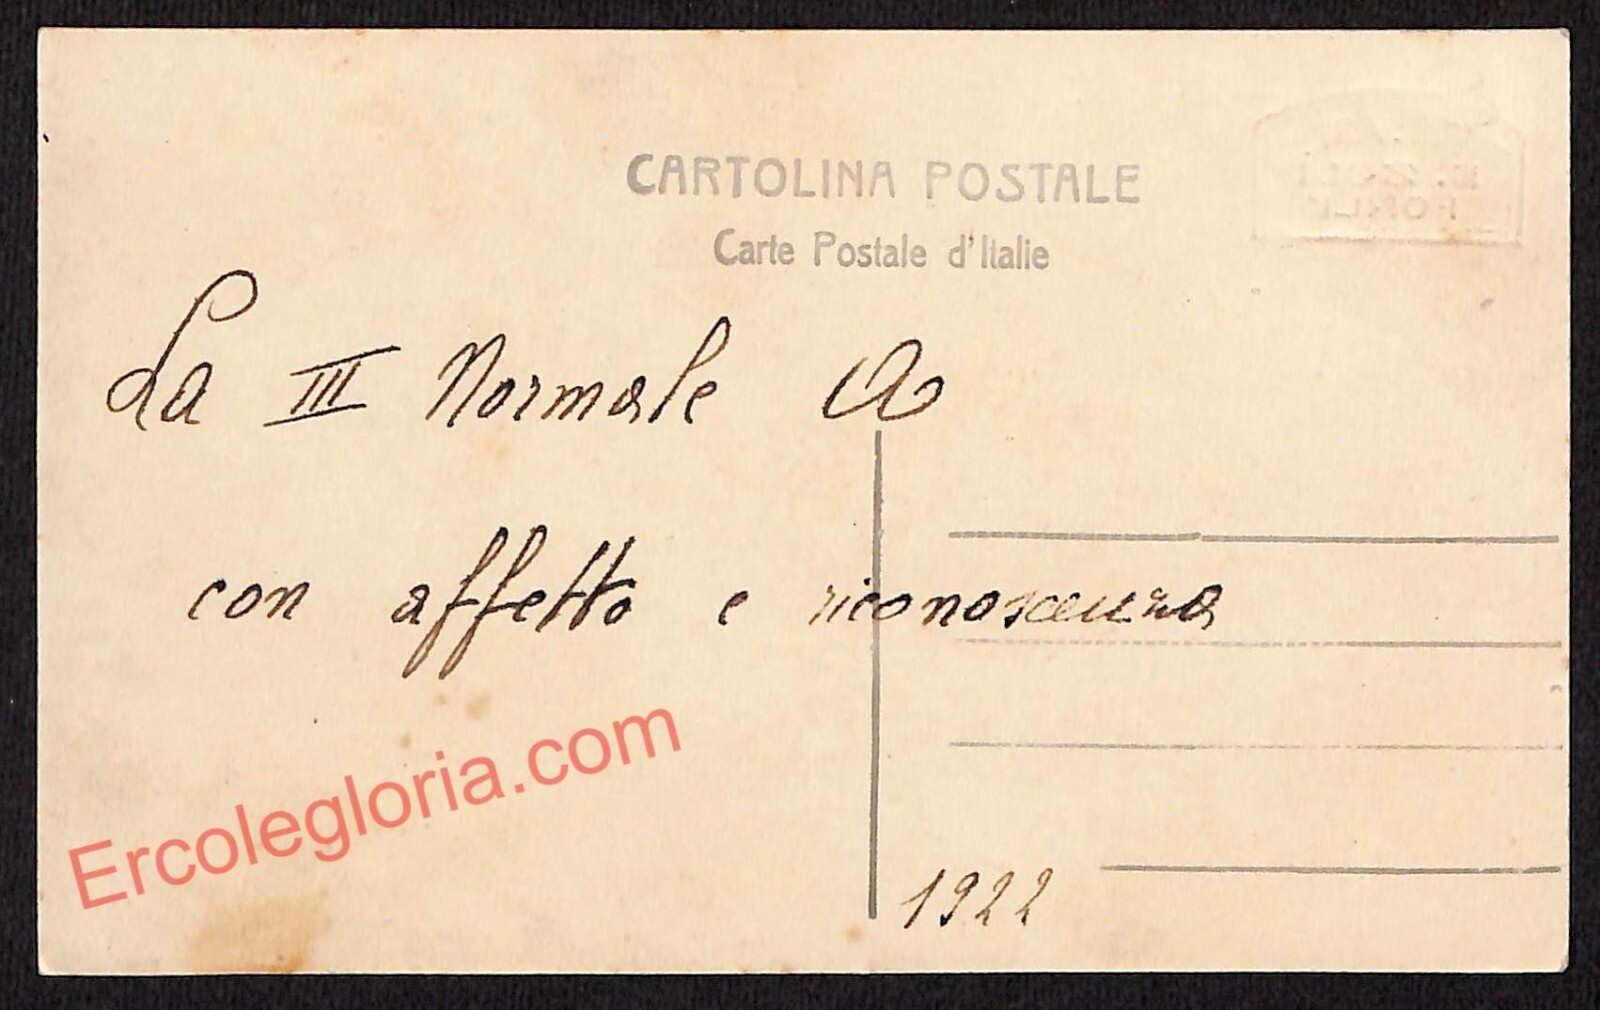 CARTOLINA POSTALE
Carte Postale d'Italie
La III Normale A
con affetto e riconoscenza
Ercolegloria.com
1922